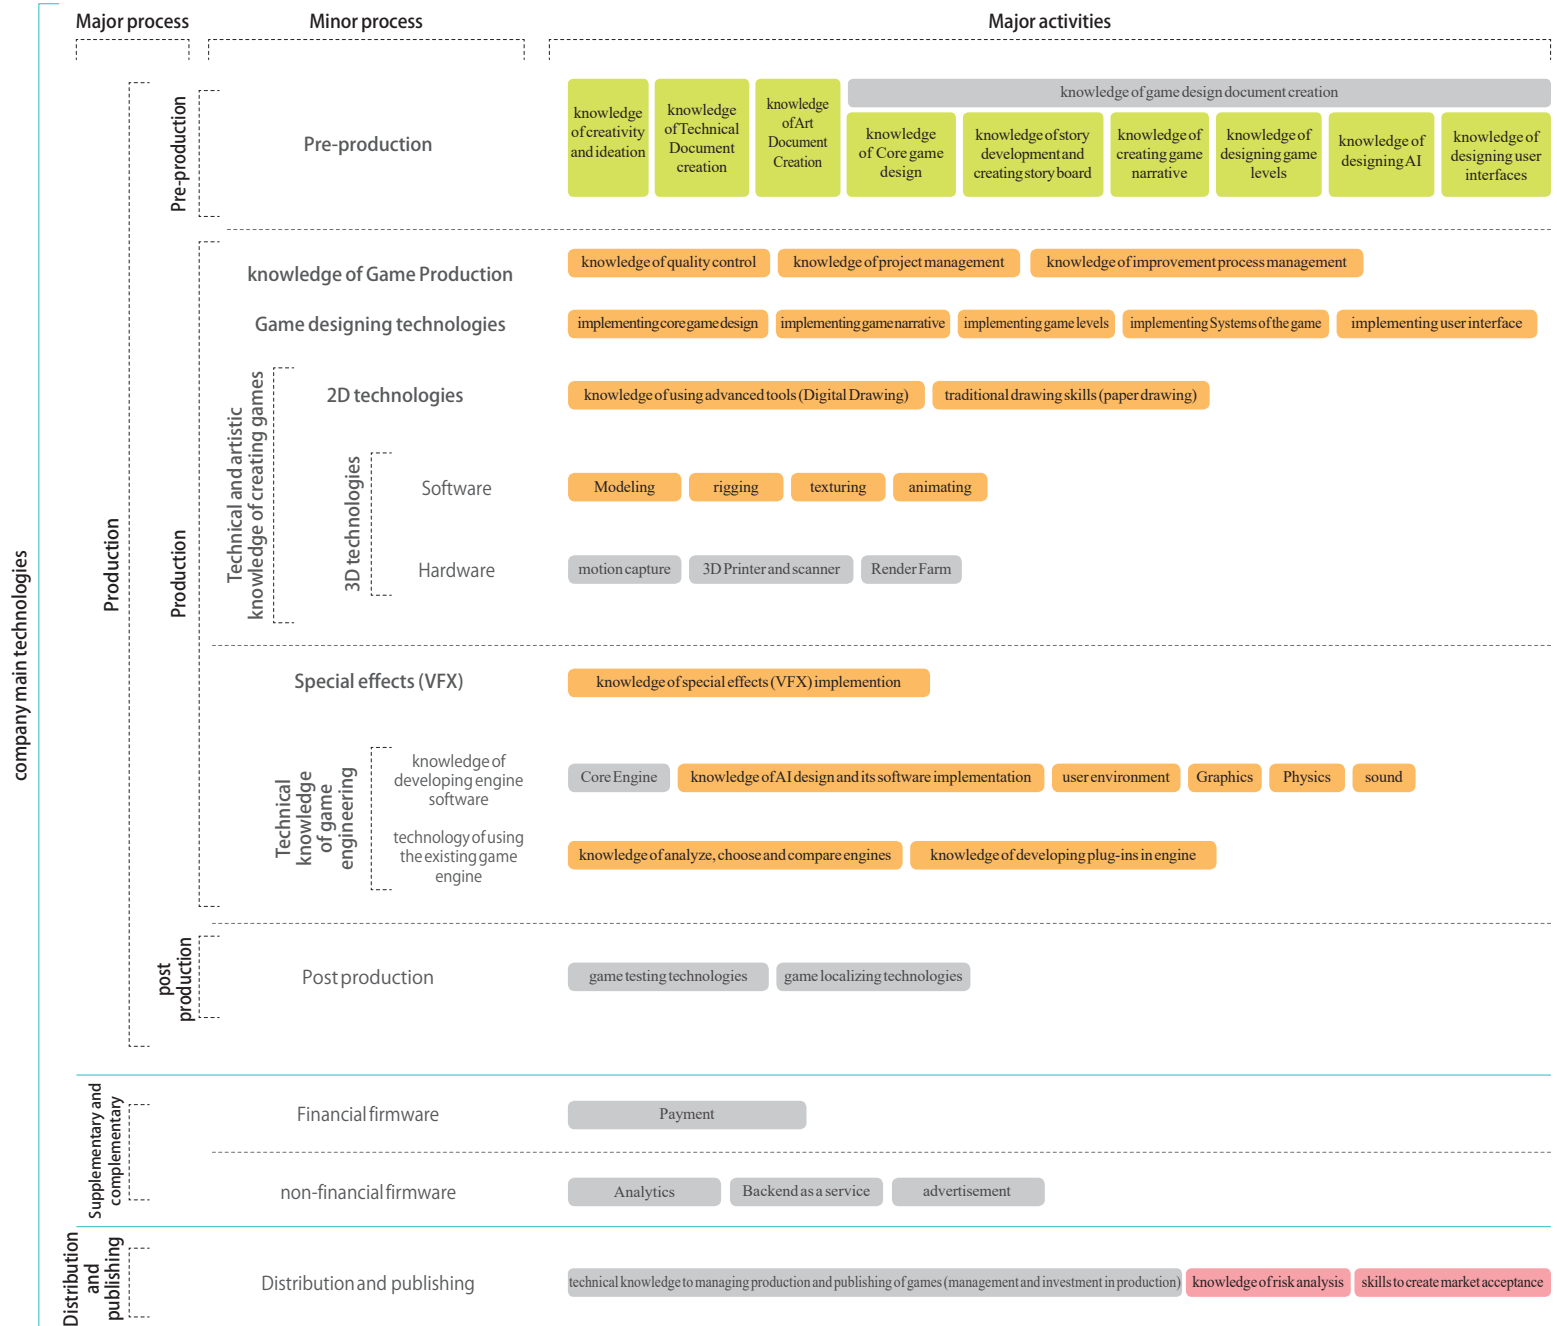 Major process
Minor process
Major activities
company main technologies
Production
Pre-production
Pre-production
knowledge
of creativity
and ideation
knowledge
of Technical
Document
creation
knowledge
of Art
Document
Creation
knowledge of game design document creation
knowledge
of Core game
design
knowledge of story
development and
creating story board
knowledge of
creating game
narrative
knowledge of
designing game
levels
knowledge of
designing AI
knowledge of
designing user
interfaces
Production
knowledge of Game Production
knowledge of quality control
knowledge of project management
knowledge of improvement process management
Game designing technologies
implementing core game design
implementing game narrative
implementing game levels
implementing Systems of the game
implementing user interface
Technical and artistic
knowledge of creating games
2D technologies
knowledge of using advanced tools (Digital Drawing)
traditional drawing skills (paper drawing)
3D technologies
Software
Modeling
rigging
texturing
animating
Hardware
motion capture
3D Printer and scanner
Render Farm
Special effects (VFX)
knowledge of special effects (VFX) implemention
Technical
knowledge
of game
engineering
knowledge of
developing engine
software
Core Engine
knowledge of AI design and its software implementation
user environment
Graphics
Physics
sound
technology of using
the existing game
engine
knowledge of analyze, choose and compare engines
knowledge of developing plug-ins in engine
post
production
Post production
game testing technologies
game localizing technologies
Supplementary and
complementary
Financial firmware
Payment
non-financial firmware
Analytics
Backend as a service
advertisement
Distribution
and
publishing
Distribution and publishing
technical knowledge to managing production and publishing of games (management and investment in production)
knowledge of risk analysis
skills to create market acceptance